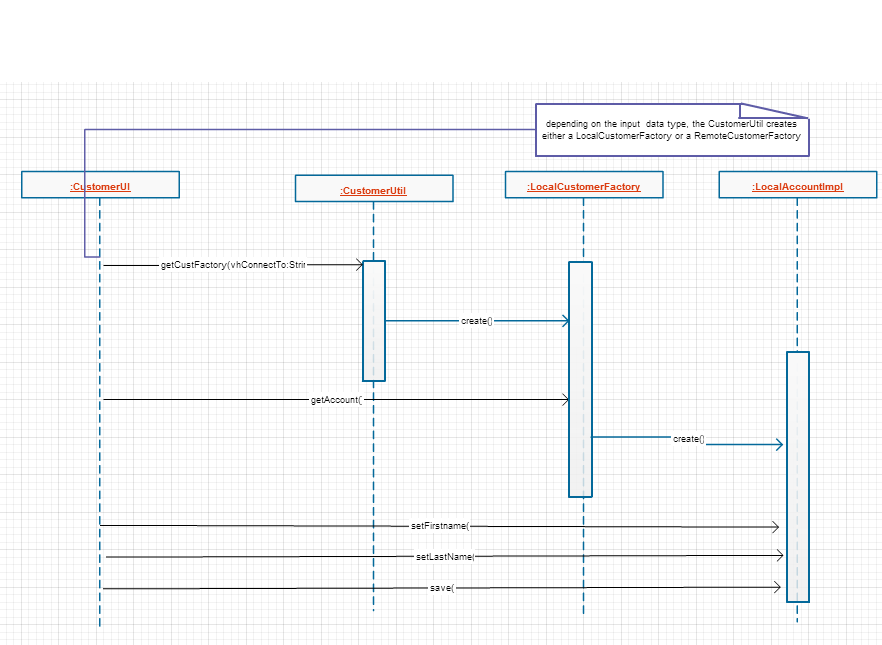 depending on the input data type, the CustomerUtil creates
either a LocalCustomerFactory or a RemoteCustomerFactory
:CustomerUI
:CustomerUtil
:LocalCustomerFactory
:LocalAccountImpl
getCustFactory(vhConnectTo:Strin
create()
getAccount(
create()
setFirstname(
setLastName(
save(